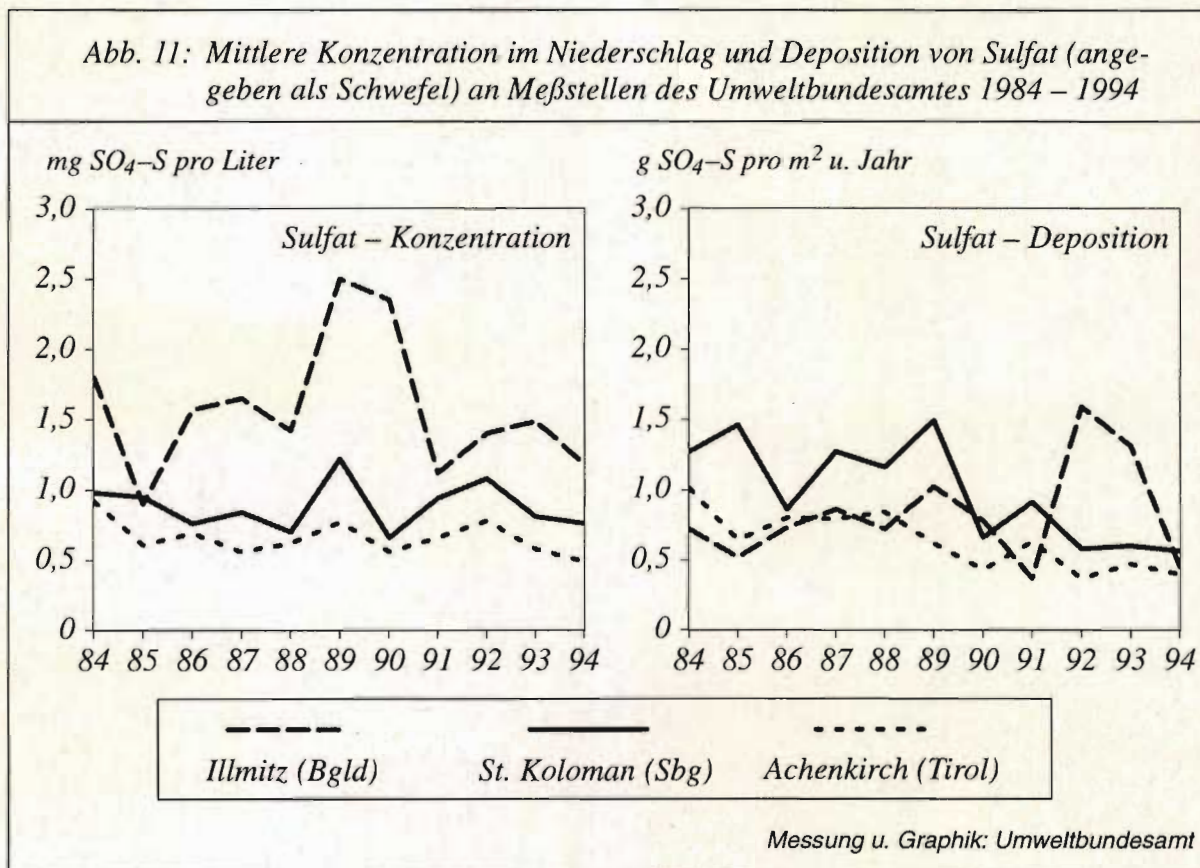 Abb. 11: Mittlere Konzentration im Niederschlag und Deposition von Sulfat (ange-
geben als Schwefel) an Meßstellen des Umweltbundesamtes 1984 – 1994
mg SO4–S pro Liter
3,0
2,5
2,0
1,5
1,0
0,5
0
Sulfat – Konzentration
84 85 86 87 88 89 90 91 92 93 94
g SO4–S pro m² u. Jahr
3,0
2,5
2,0
1,5
1,0
0,5
0
Sulfat – Deposition
84 85 86 87 88 89 90 91 92 93 94
Illmitz (Bgld) St. Koloman (Sbg) Achenkirch (Tirol)
Messung u. Graphik: Umweltbundesamt